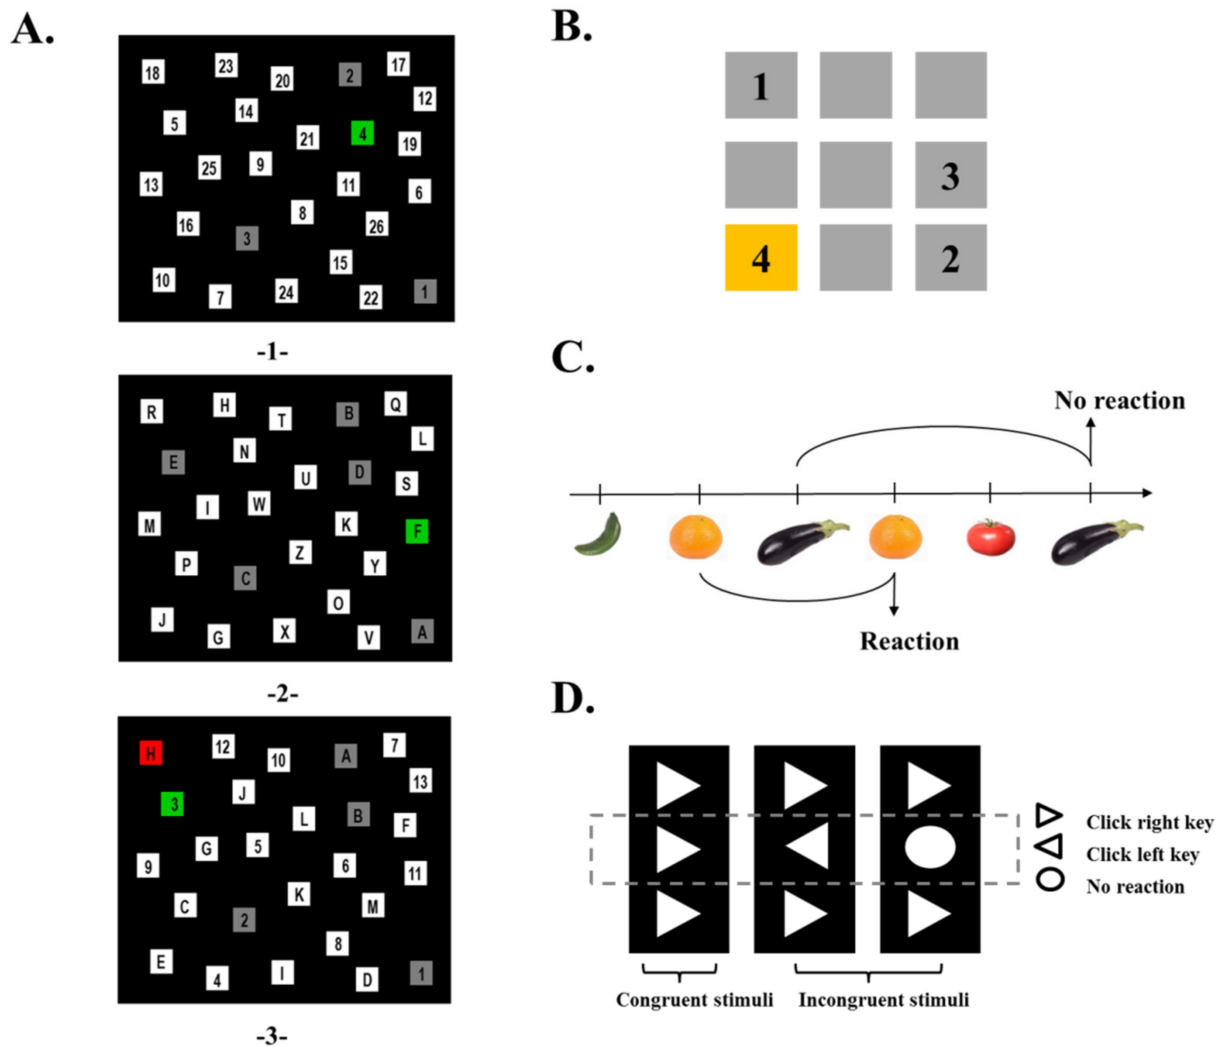 A.
18 23 20 2 17
12
5 14
21 4 19
25 9
13 11 6
16 8 26
3
15
10 7 24 22 1
-1-
R H T B Q
L
E N
U D S
I W
M K F
P Z Y
C
O
J G X V A
-2-
H 12 10 A 7
13
3 J
L B F
G 5
9 6 11
C K M
2
8
E 4 I D 1
-3-
B.
1
3
4 2
C.
No reaction
Reaction
D.
Click right key
Click left key
No reaction
Congruent stimuli Incongruent stimuli